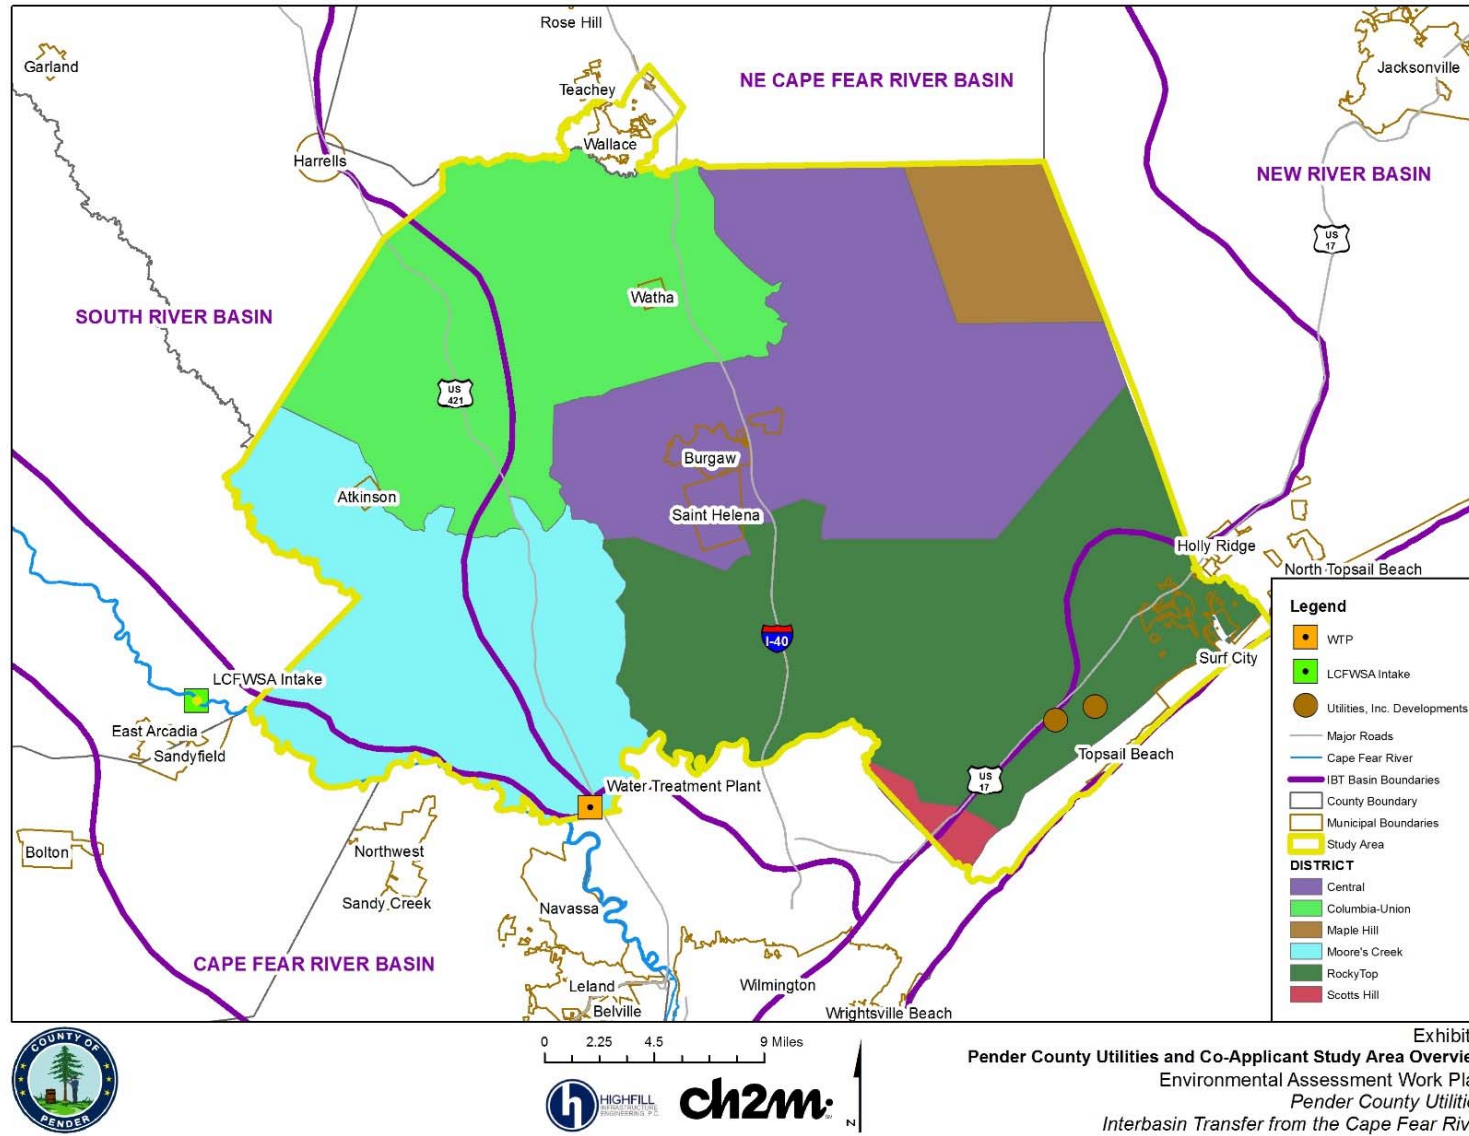 Rose Hill
Garland
Jacksonville
NE CAPE FEAR RIVER BASIN
Teachey
Wallace
Harrells
NEW RIVER BASIN
US
17
Watha
SOUTH RIVER BASIN
US
421
Burgaw
Atkinson
Saint Helena
Holly Ridge
North Topsail Beach
I-40
Surf City
LCFWSA Intake
East Arcadia
Sandyfield
Topsail Beach
US
17
Water Treatment Plant
Bolton
Northwest
Sandy Creek
Navassa
CAPE FEAR RIVER BASIN
Leland
Belville
Wilmington
Wrightsville Beach
Legend
WTP
LCFWSA Intake
Utilities, Inc. Developments
Major Roads
Cape Fear River
IBT Basin Boundaries
County Boundary
Municipal Boundaries
Study Area
DISTRICT
Central
Columbia-Union
Maple Hill
Moore's Creek
RockyTop
Scotts Hill
COUNTY OF
PENDER
0 2.25 4.5 9 Miles
h HIGHFILL
INFRASTRUCTURE
ENGINEERING, P.C.
ch2m
N
Exhibit
Pender County Utilities and Co-Applicant Study Area Overvie
Environmental Assessment Work Pla
Pender County Utilitie
Interbasin Transfer from the Cape Fear Riv